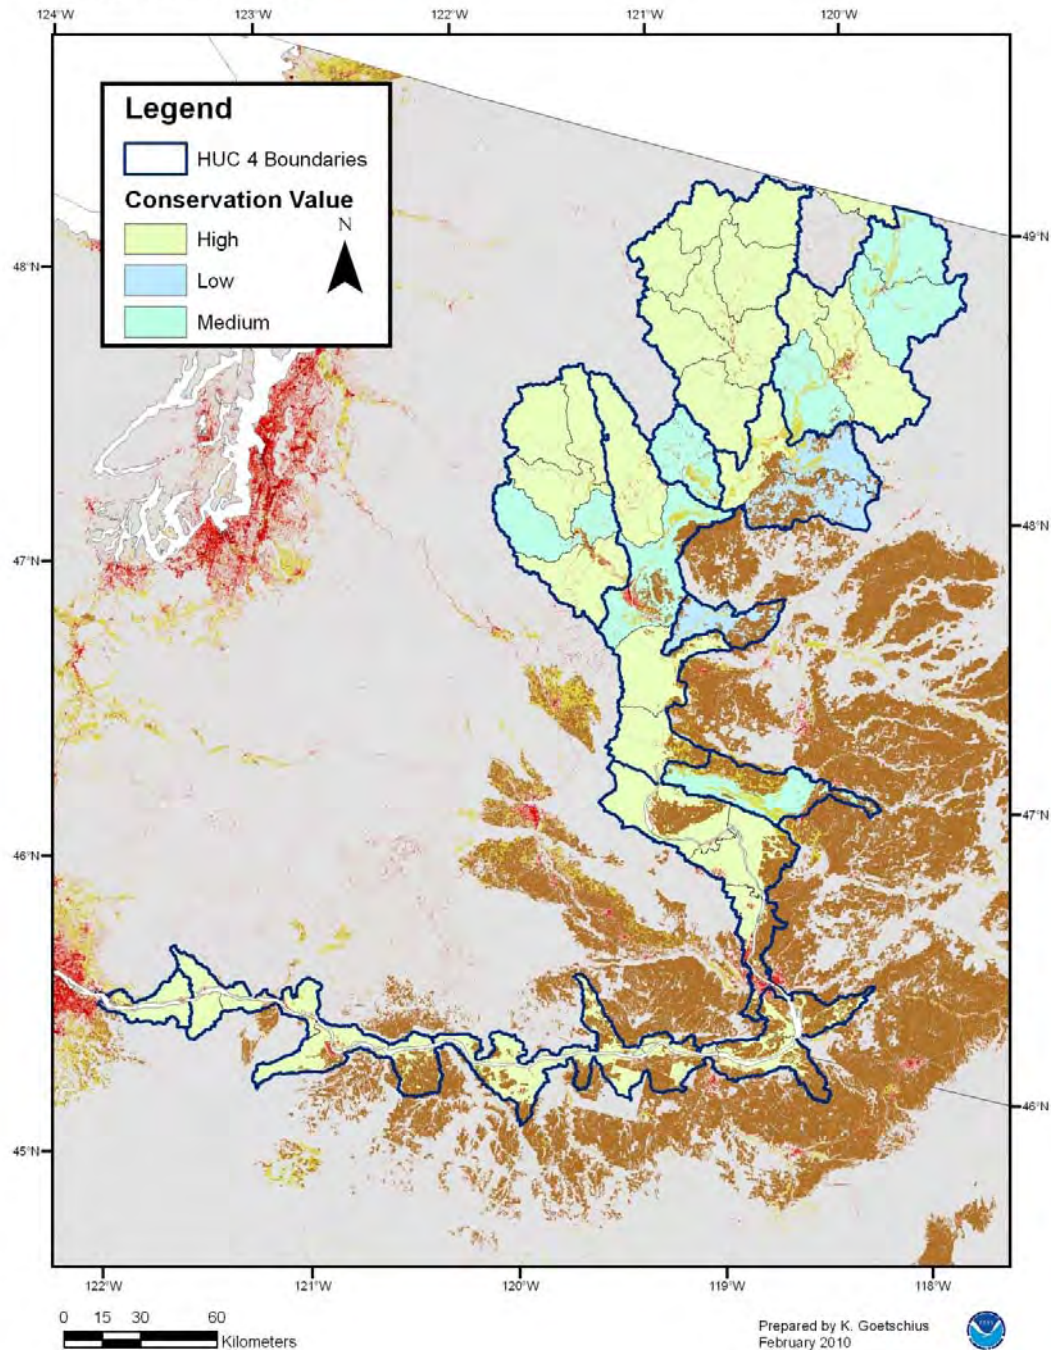 124°W 123°W 122°W 121°W 120°W
Legend
HUC 4 Boundaries
Conservation Value
High
Low
Medium
N
49°N
48°N
48°N
47°N
47°N
46°N
46°N
45°N
122°W 121°W 120°W 119°W 118°W
0 15 30 60
Kilometers
Prepared by K. Goetschius
February 2010